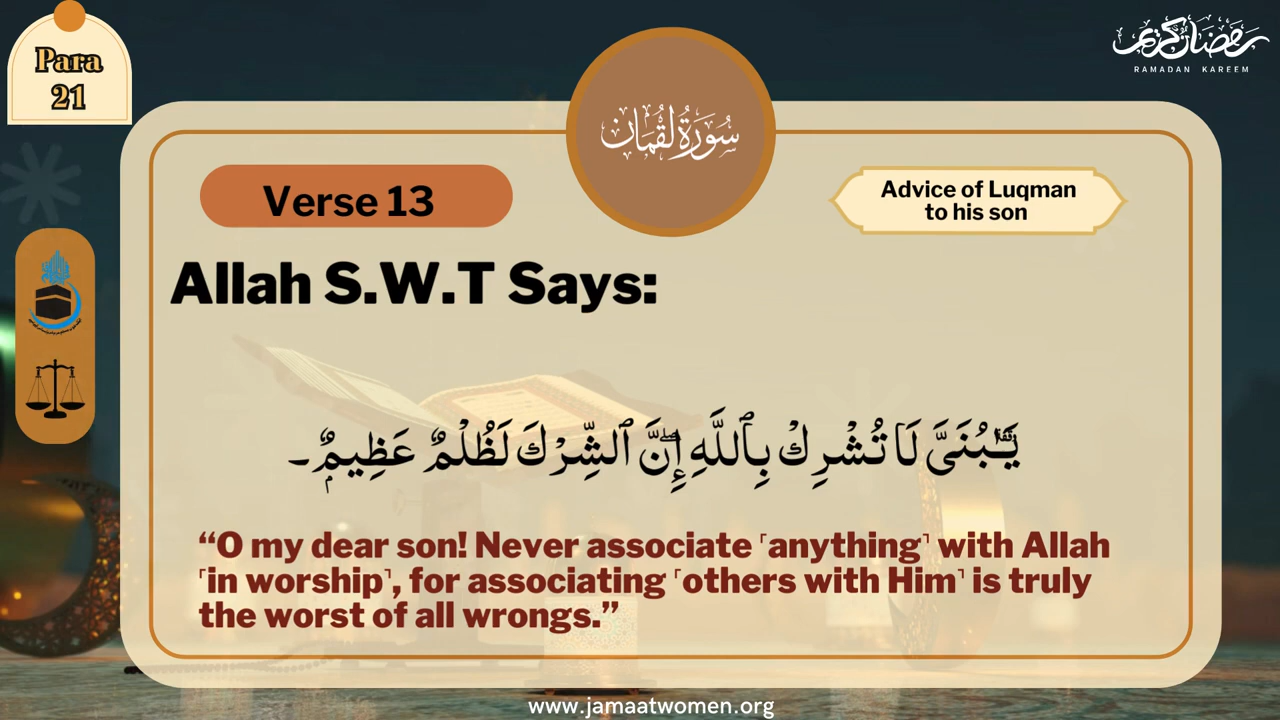 Para
21
رمضان كريم
RAMADAN KAREEM
سُورَةُ لُقْمَان
Verse 13
Advice of Luqman
to his son
Allah S.W.T Says:
يَـٰبُنَىَّ لَا تُشْرِكْ بِٱللَّهِ ۖ إِنَّ ٱلشِّرْكَ لَظُلْمٌ عَظِيمٌۭ
“O my dear son! Never associate ˹anything˺ with Allah
˹in worship˺, for associating ˹others with Him˺ is truly
the worst of all wrongs.”
www.jamaatwomen.org